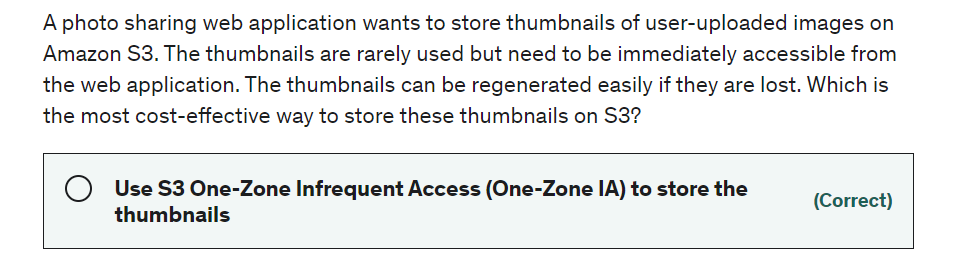 A photo sharing web application wants to store thumbnails of user-uploaded images on
Amazon S3. The thumbnails are rarely used but need to be immediately accessible from
the web application. The thumbnails can be regenerated easily if they are lost. Which is
the most cost-effective way to store these thumbnails on S3?
Use S3 One-Zone Infrequent Access (One-Zone IA) to store the
thumbnails
(Correct)